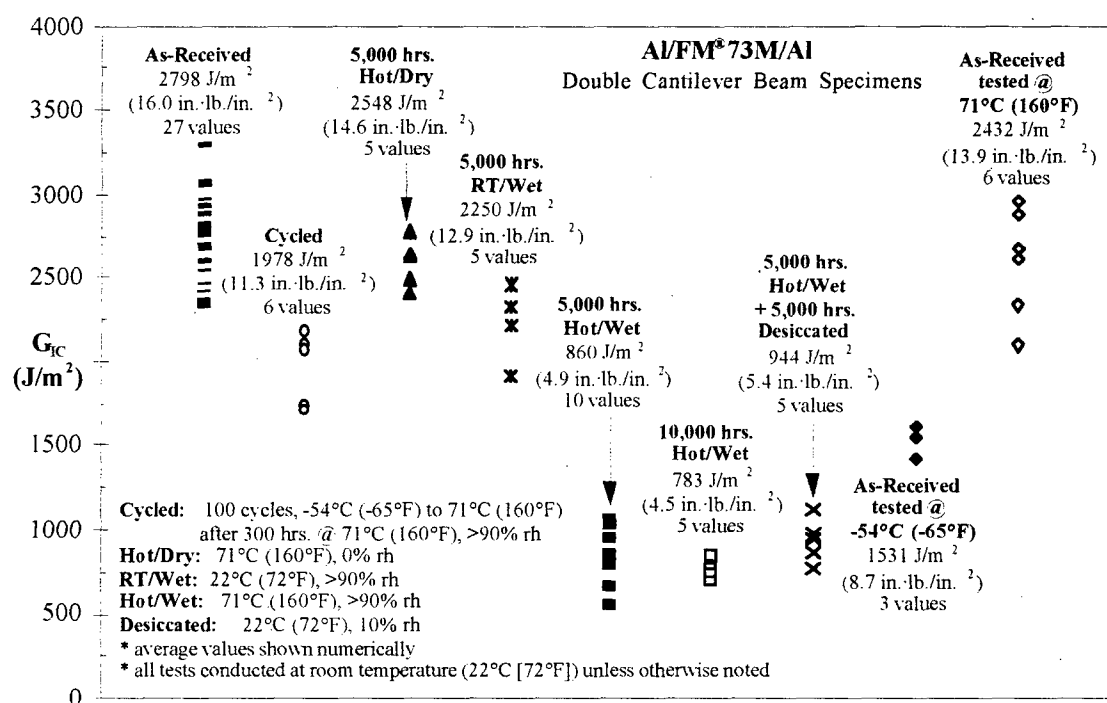 4000
3500
3000
2500
G_IC
(J/m²)
1500
1000
500
0
Al/FM®73M/Al
Double Cantilever Beam Specimens
As-Received
2798 J/m ²
(16.0 in.·lb./in. ²)
27 values
Cycled
1978 J/m ²
(11.3 in.·lb./in. ²)
6 values
5,000 hrs.
Hot/Dry
2548 J/m ²
(14.6 in.·lb./in. ²)
5 values
5,000 hrs.
RT/Wet
2250 J/m ²
(12.9 in.·lb./in. ²)
5 values
5,000 hrs.
Hot/Wet
860 J/m ²
(4.9 in.·lb./in. ²)
10 values
10,000 hrs.
Hot/Wet
783 J/m ²
(4.5 in.·lb./in. ²)
5 values
5,000 hrs.
Hot/Wet
+ 5,000 hrs.
Desiccated
944 J/m ²
(5.4 in.·lb./in. ²)
5 values
As-Received
tested @
-54°C (-65°F)
1531 J/m ²
(8.7 in.·lb./in. ²)
3 values
As-Received
tested @
71°C (160°F)
2432 J/m ²
(13.9 in.·lb./in. ²)
6 values
Cycled: 100 cycles, -54°C (-65°F) to 71°C (160°F)
after 300 hrs. @ 71°C (160°F), >90% rh
Hot/Dry: 71°C (160°F), 0% rh
RT/Wet: 22°C (72°F), >90% rh
Hot/Wet: 71°C (160°F), >90% rh
Desiccated: 22°C (72°F), 10% rh
* average values shown numerically
* all tests conducted at room temperature (22°C [72°F]) unless otherwise noted